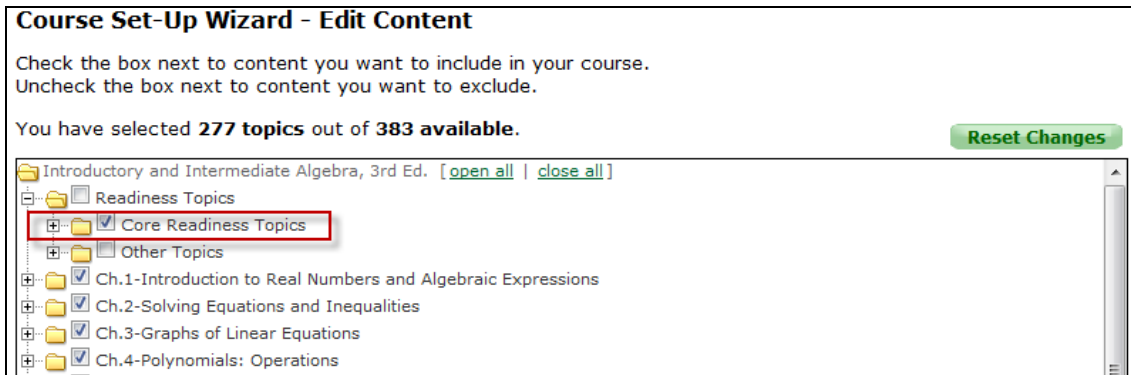 Course Set-Up Wizard - Edit Content
Check the box next to content you want to include in your course.
Uncheck the box next to content you want to exclude.
You have selected 277 topics out of 383 available.
Reset Changes
Introductory and Intermediate Algebra, 3rd Ed. [ open all | close all ]
Readiness Topics
Core Readiness Topics
Other Topics
Ch.1-Introduction to Real Numbers and Algebraic Expressions
Ch.2-Solving Equations and Inequalities
Ch.3-Graphs of Linear Equations
Ch.4-Polynomials: Operations